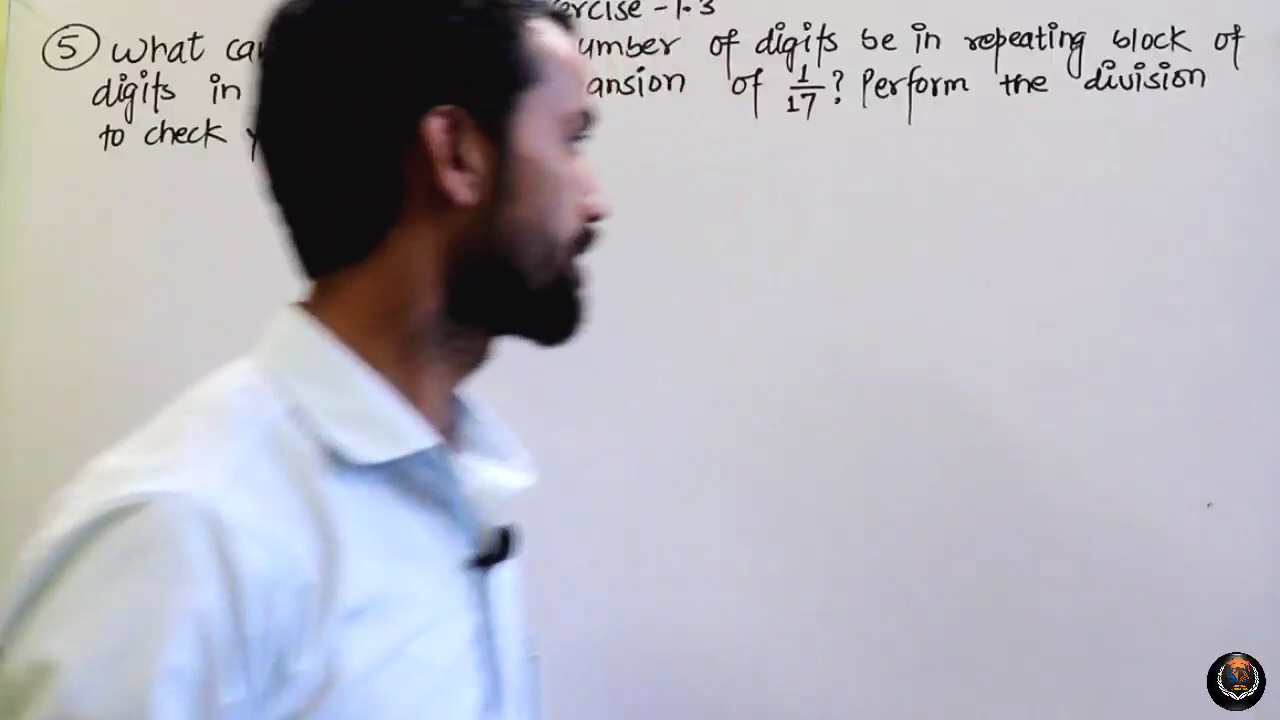 ercise - 1.3
⑤ What ca umber of digits be in repeating block of
digits in ansion of 1/17? Perform the division
to check